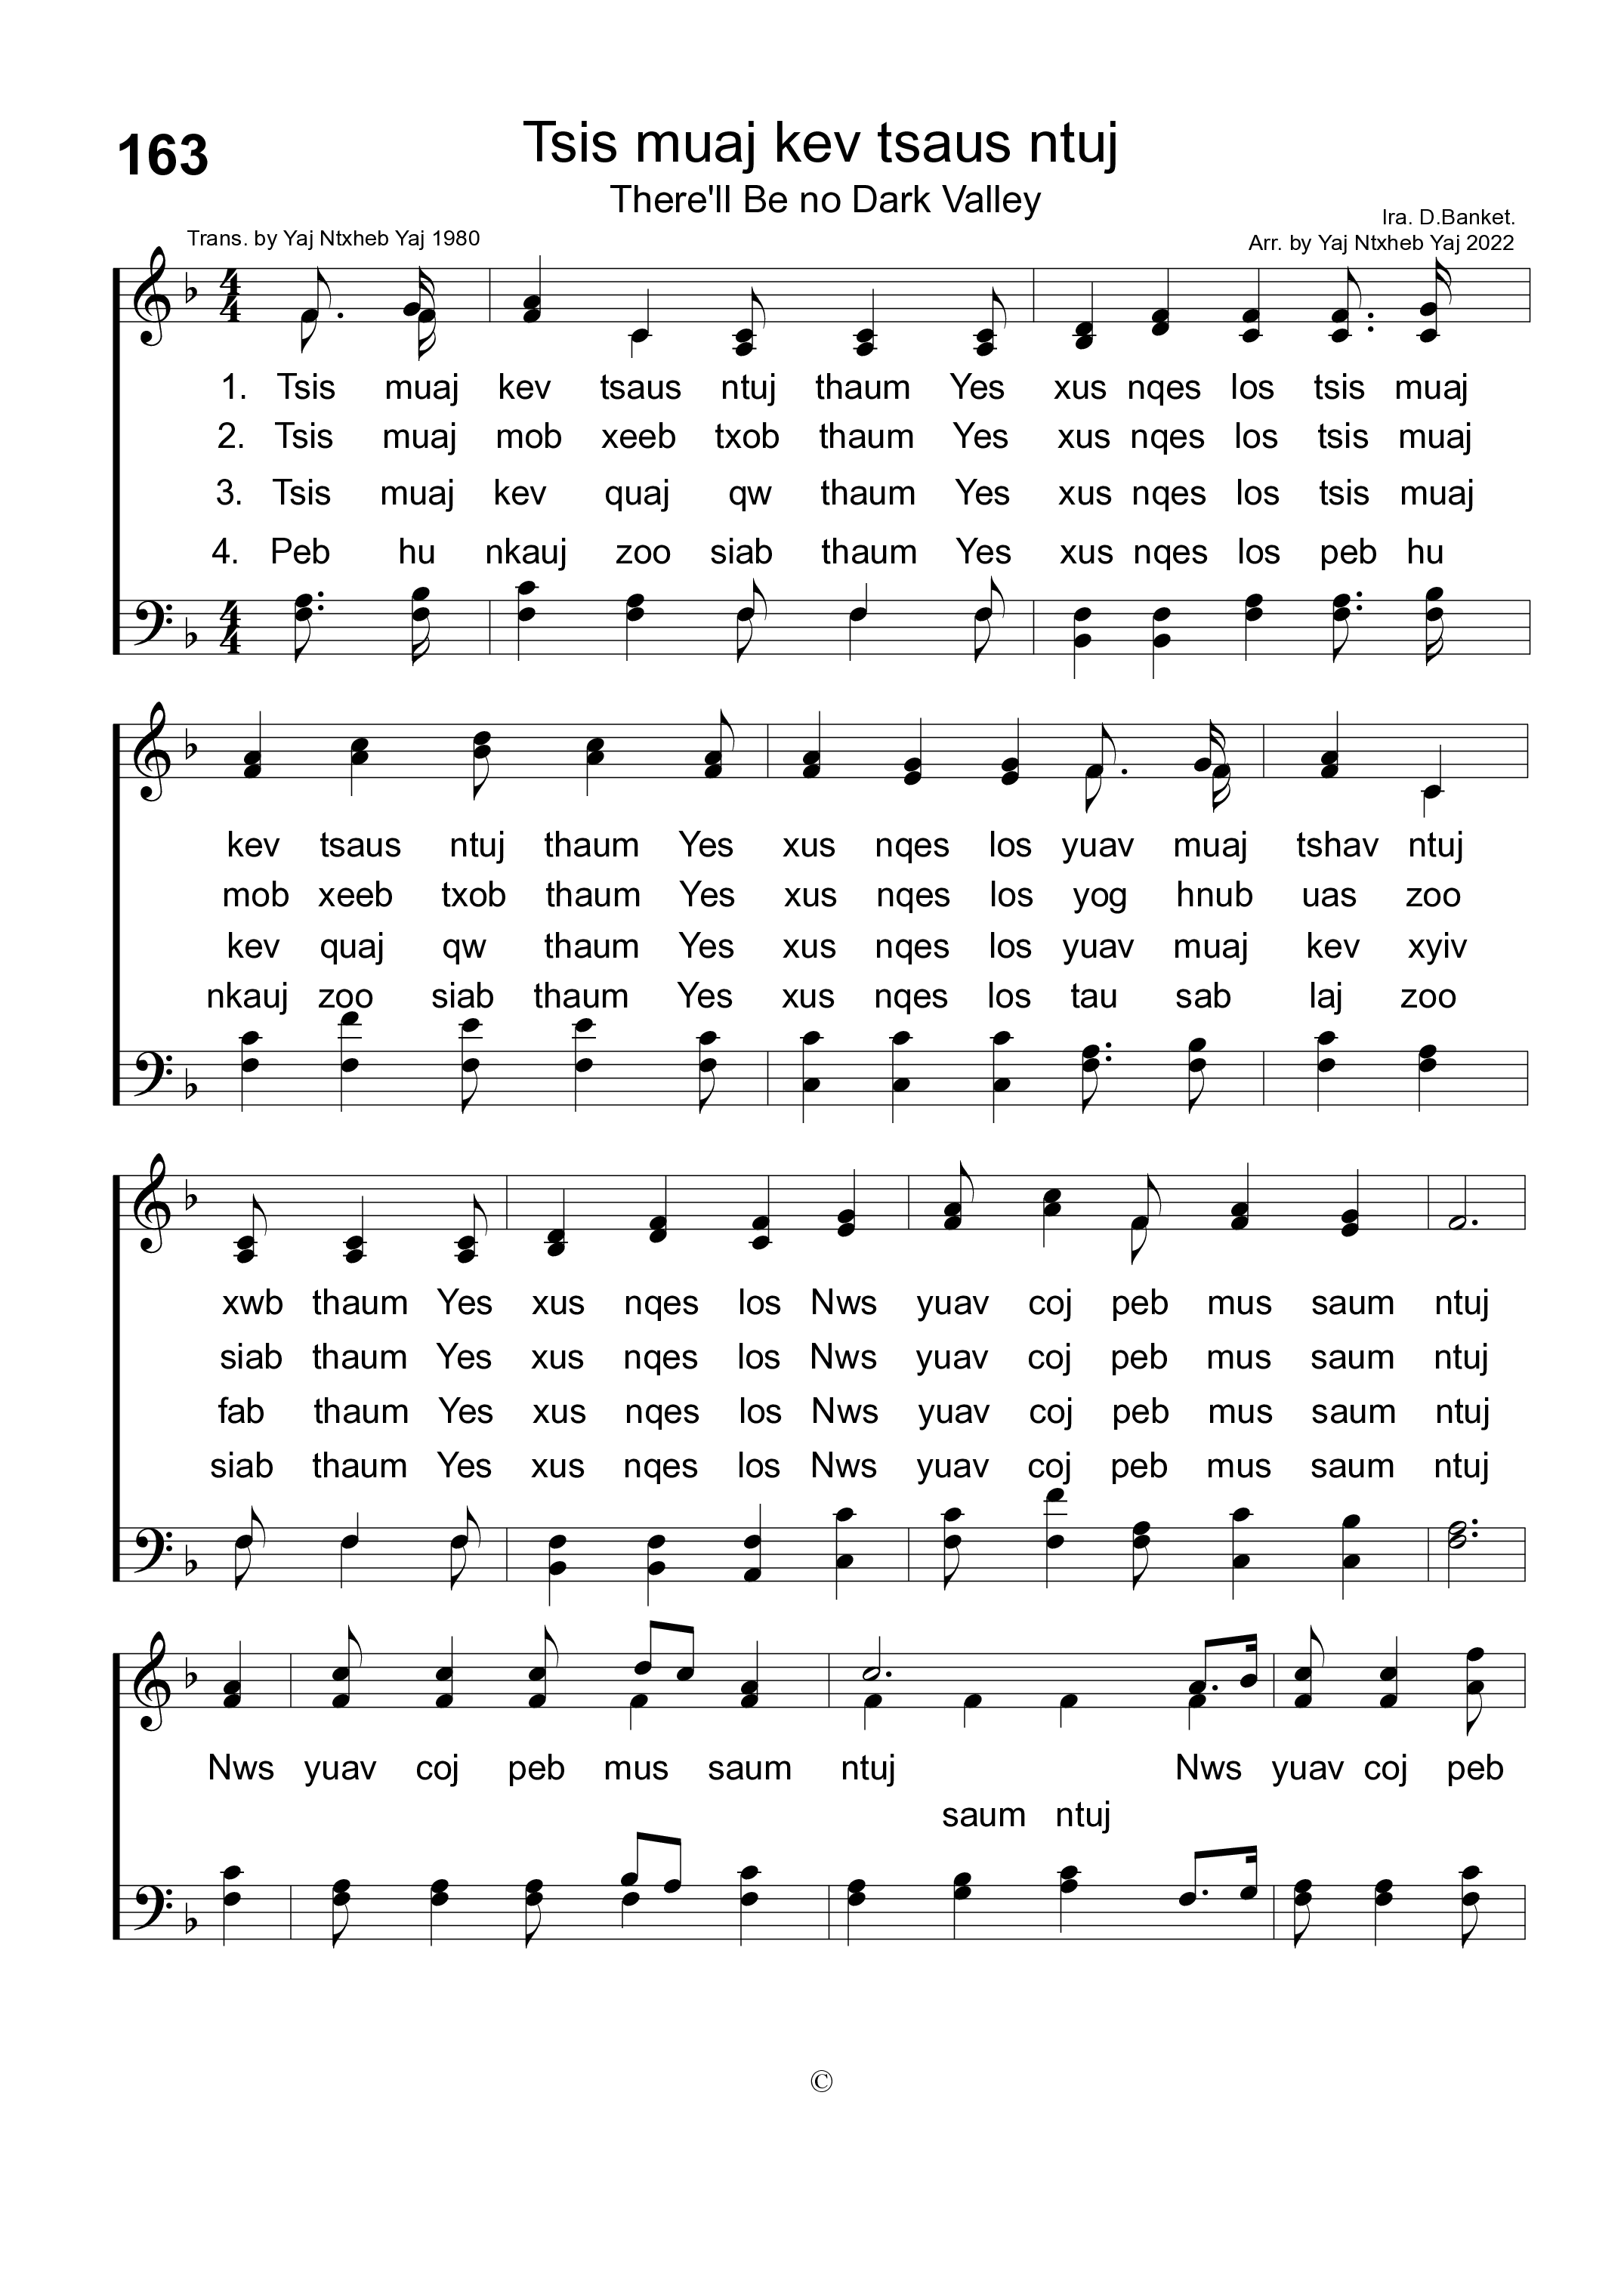 163
Tsis muaj kev tsaus ntuj
There'll Be no Dark Valley
Ira. D.Banket.
Trans. by Yaj Ntxheb Yaj 1980
Arr. by Yaj Ntxheb Yaj 2022
4
4
1. Tsis muaj kev tsaus ntuj thaum Yes xus nqes los tsis muaj
2. Tsis muaj mob xeeb txob thaum Yes xus nqes los tsis muaj
3. Tsis muaj kev quaj qw thaum Yes xus nqes los tsis muaj
4. Peb hu nkauj zoo siab thaum Yes xus nqes los peb hu
4
4
kev tsaus ntuj thaum Yes xus nqes los yuav muaj tshav ntuj
mob xeeb txob thaum Yes xus nqes los yog hnub uas zoo
kev quaj qw thaum Yes xus nqes los yuav muaj kev xyiv
nkauj zoo siab thaum Yes xus nqes los tau sab laj zoo
xwb thaum Yes xus nqes los Nws yuav coj peb mus saum ntuj
siab thaum Yes xus nqes los Nws yuav coj peb mus saum ntuj
fab thaum Yes xus nqes los Nws yuav coj peb mus saum ntuj
siab thaum Yes xus nqes los Nws yuav coj peb mus saum ntuj
Nws yuav coj peb mus saum ntuj Nws yuav coj peb
saum ntuj
©